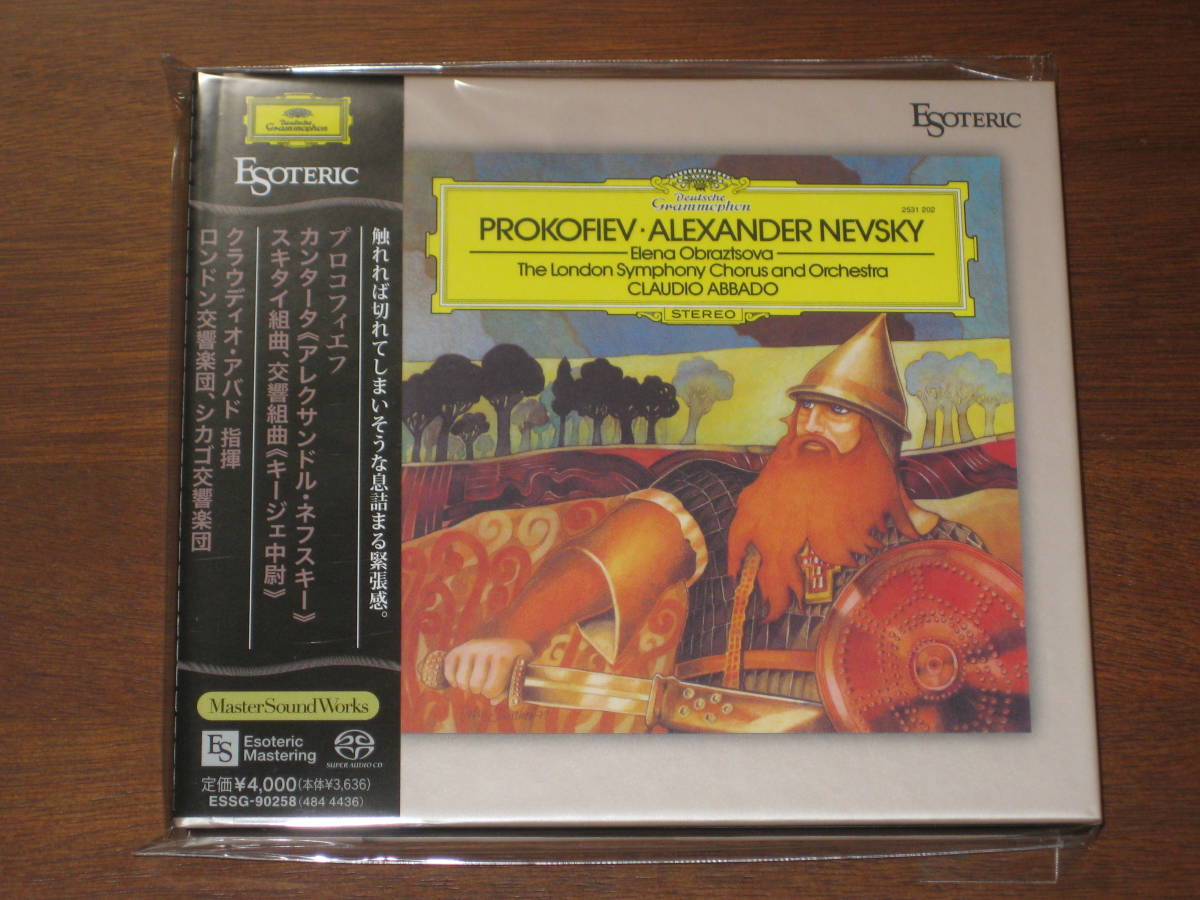 Deutsche
Grammophon
ESOTERIC
触れれば切れてしまいそうな息詰まる緊張感。
プロコフィエフ
カンタータ《アレクサンドル・ネフスキー》
スキタイ組曲、交響組曲《キージェ中尉》
クラウディオ・アバド 指揮
ロンドン交響楽団、シカゴ交響楽団
MasterSoundWorks
ES
Esoteric
Mastering
SUPER AUDIO CD
定価¥4,000(本体¥3,636)
ESSG-90258(484 4436)
ESOTERIC
Deutsche
Grammophon
2531 202
PROKOFIEV·ALEXANDER NEVSKY
Elena Obraztsova
The London Symphony Chorus and Orchestra
CLAUDIO ABBADO
STEREO